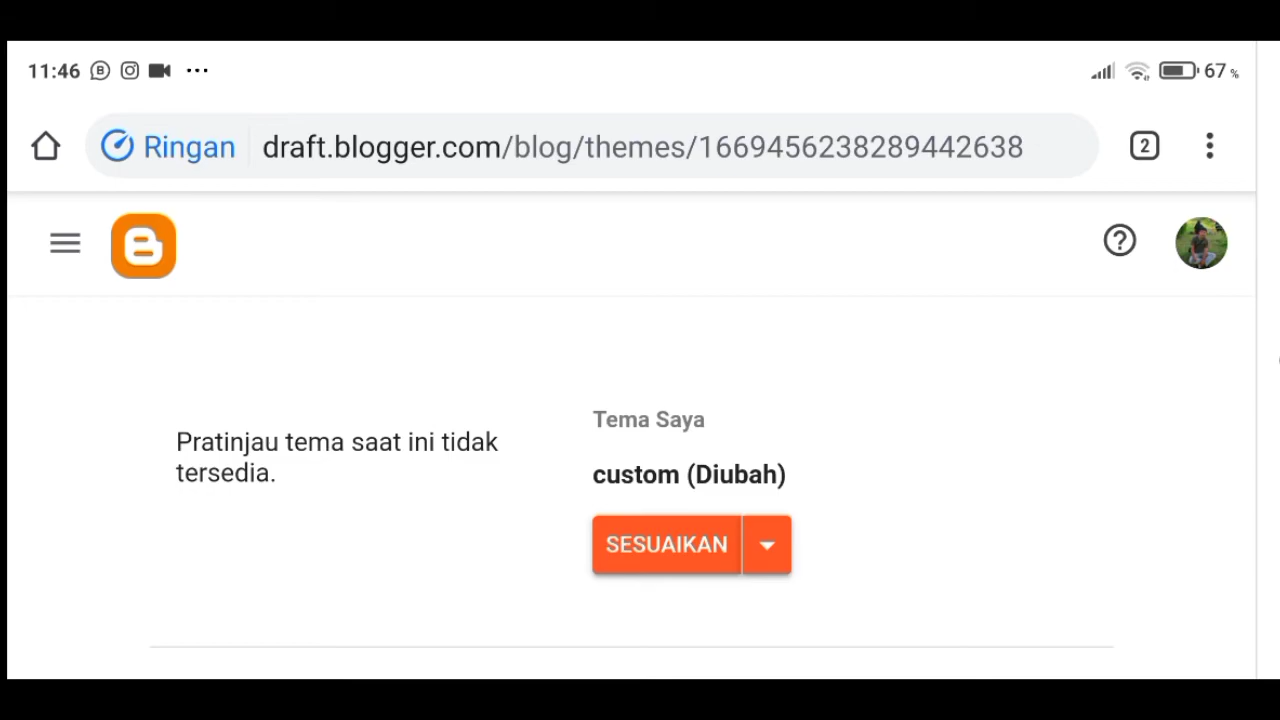 11:46 67 %
Ringan draft.blogger.com/blog/themes/1669456238289442638 2
Pratinjau tema saat ini tidak
tersedia.
Tema Saya
custom (Diubah)
SESUAIKAN